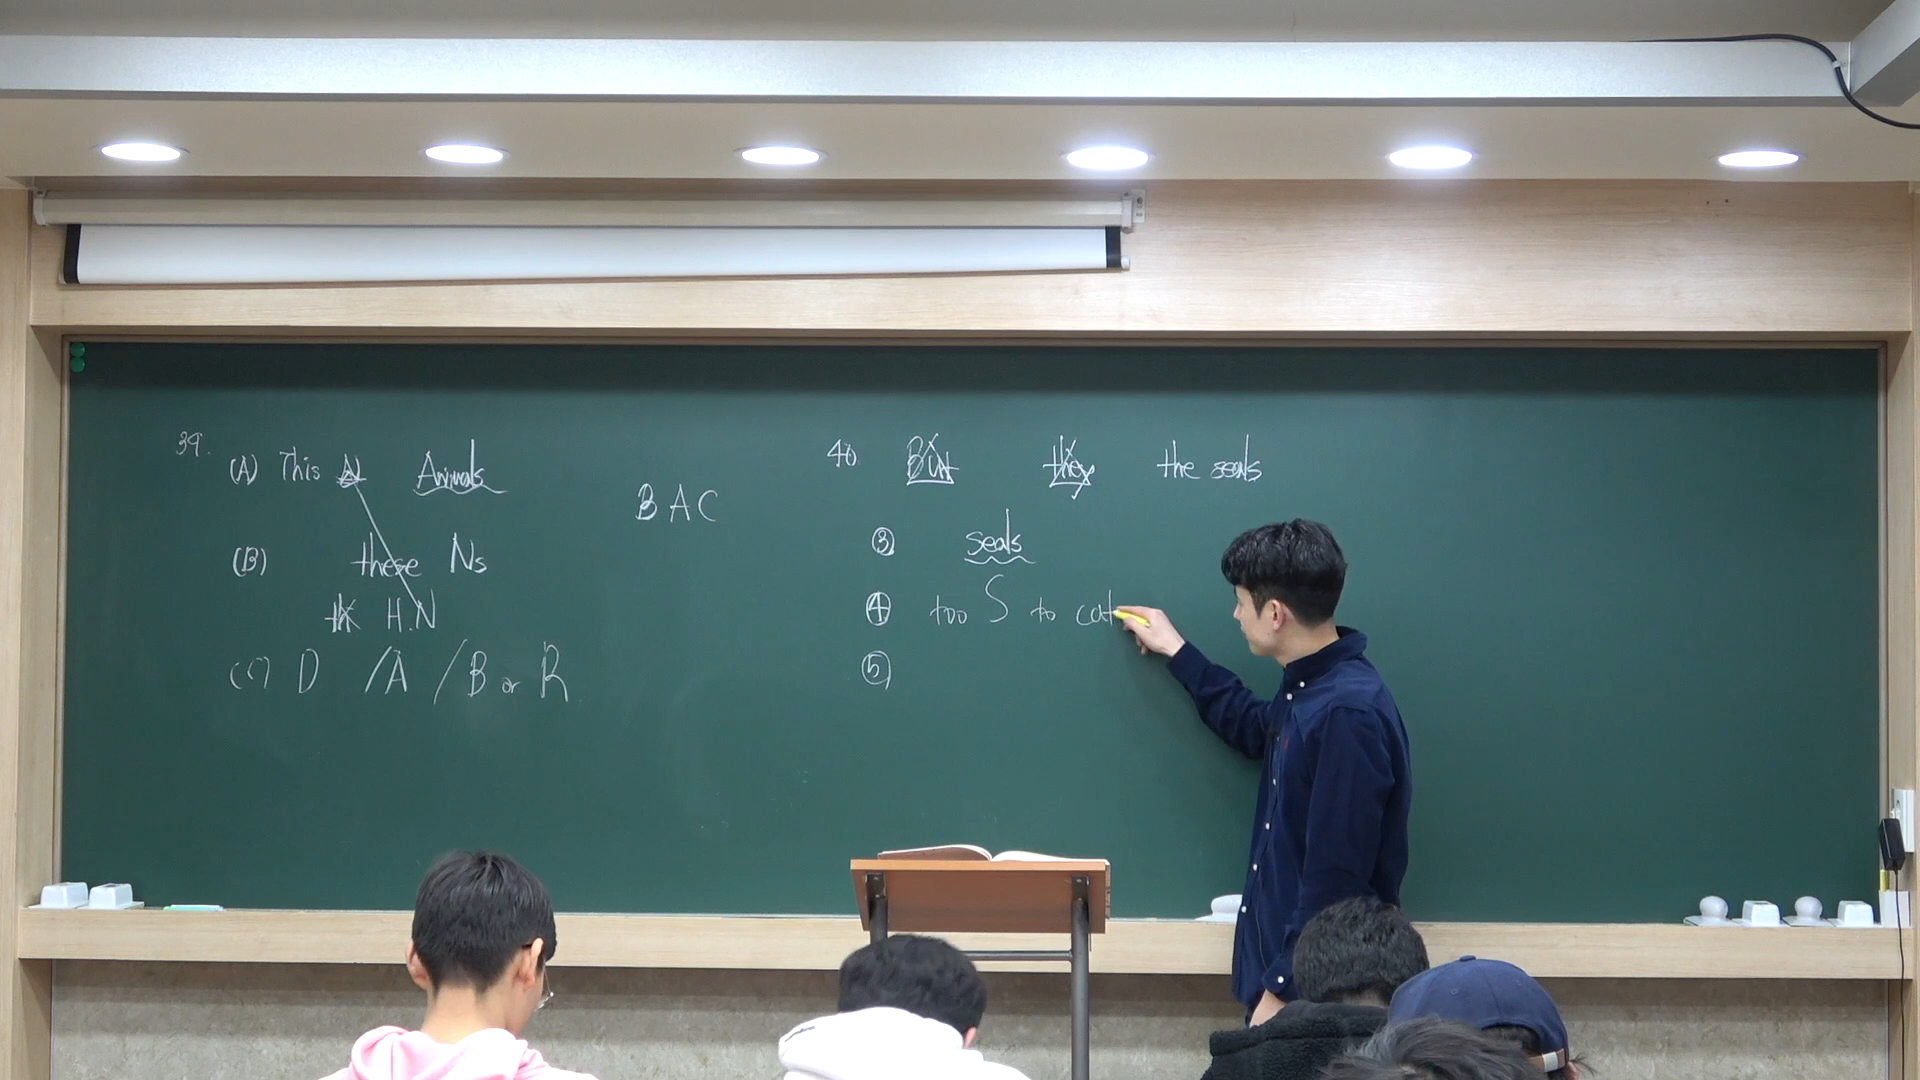 39.
(A) This N Animals
(B) these Ns
H.N
(C) D / A / B or R
B A C
40. But they the seals
③ seals
④ too S to cat
⑤